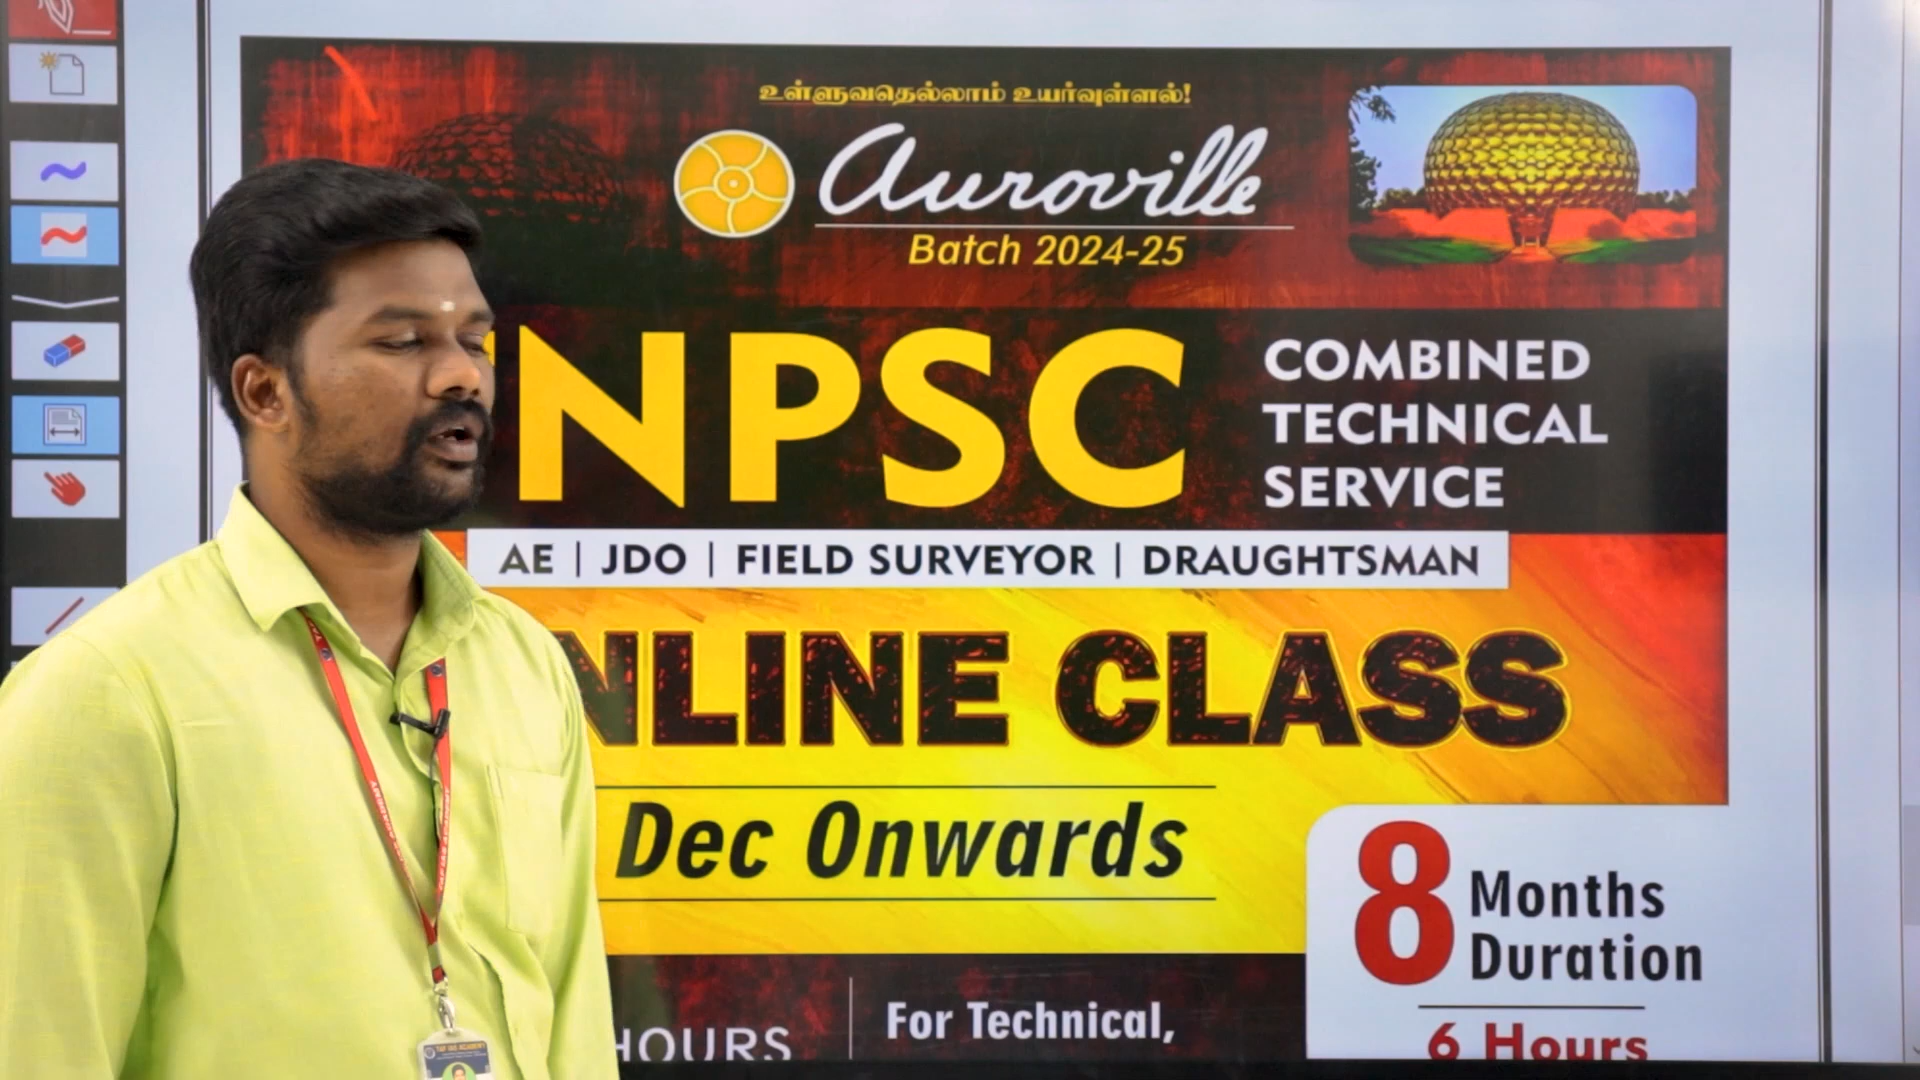 உள்ளுவதெல்லாம் உயர்வுள்ளல்!
Auroville
Batch 2024-25
NPSC
COMBINED
TECHNICAL
SERVICE
AE | JDO | FIELD SURVEYOR | DRAUGHTSMAN
NLINE CLASS
Dec Onwards
8
Months
Duration
6 Hours
HOURS
For Technical,